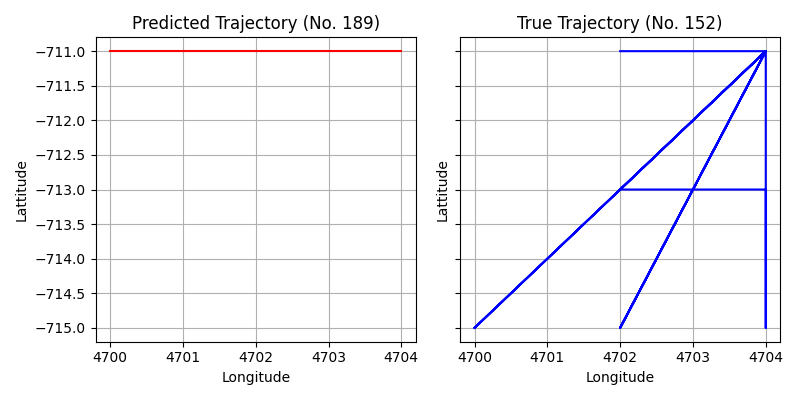 Predicted Trajectory (No. 189)
True Trajectory (No. 152)
Lattitude
−711.0
−711.5
−712.0
−712.5
−713.0
−713.5
−714.0
−714.5
−715.0
4700 4701 4702 4703 4704
Longitude
Lattitude
4700 4701 4702 4703 4704
Longitude